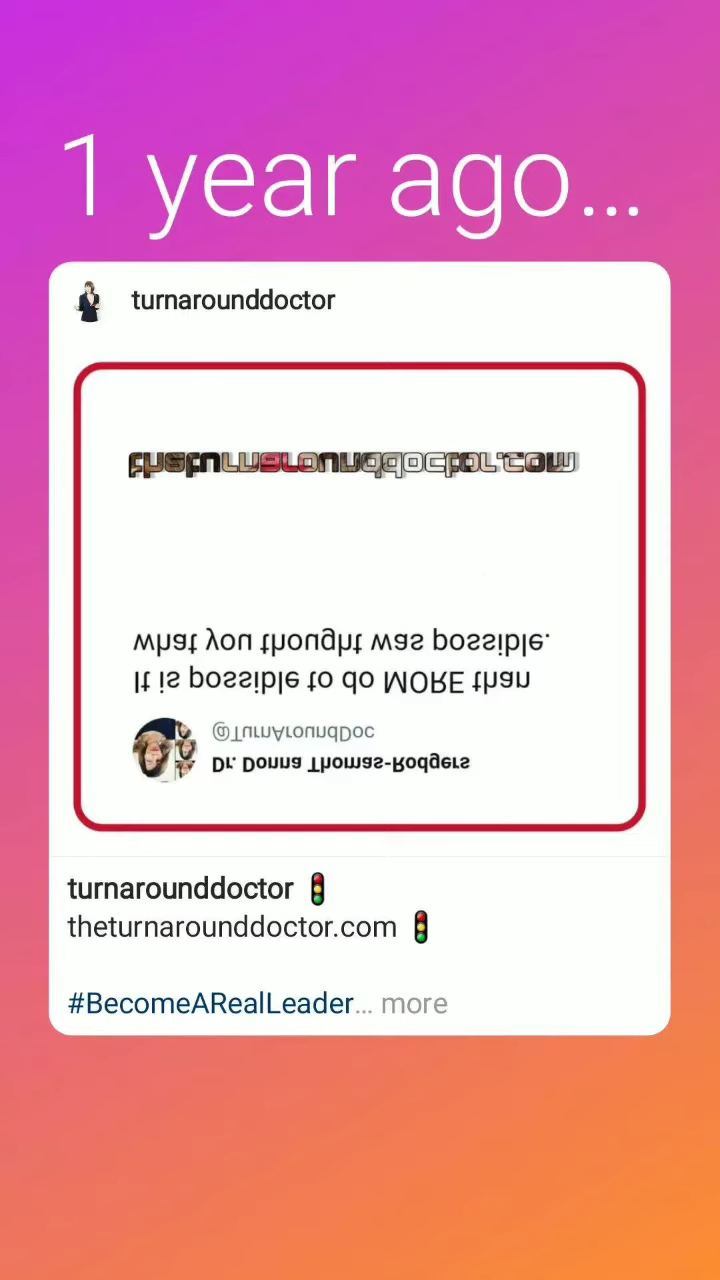 1 year ago...
turnarounddoctor
theturnarounddoctor.com
what you thought was possible.
It is possible to do MORE than
@TurnAroundDoc
Dr. Donna Thomas-Rodgers
turnarounddoctor 🚦
theturnarounddoctor.com 🚦
#BecomeARealLeader... more